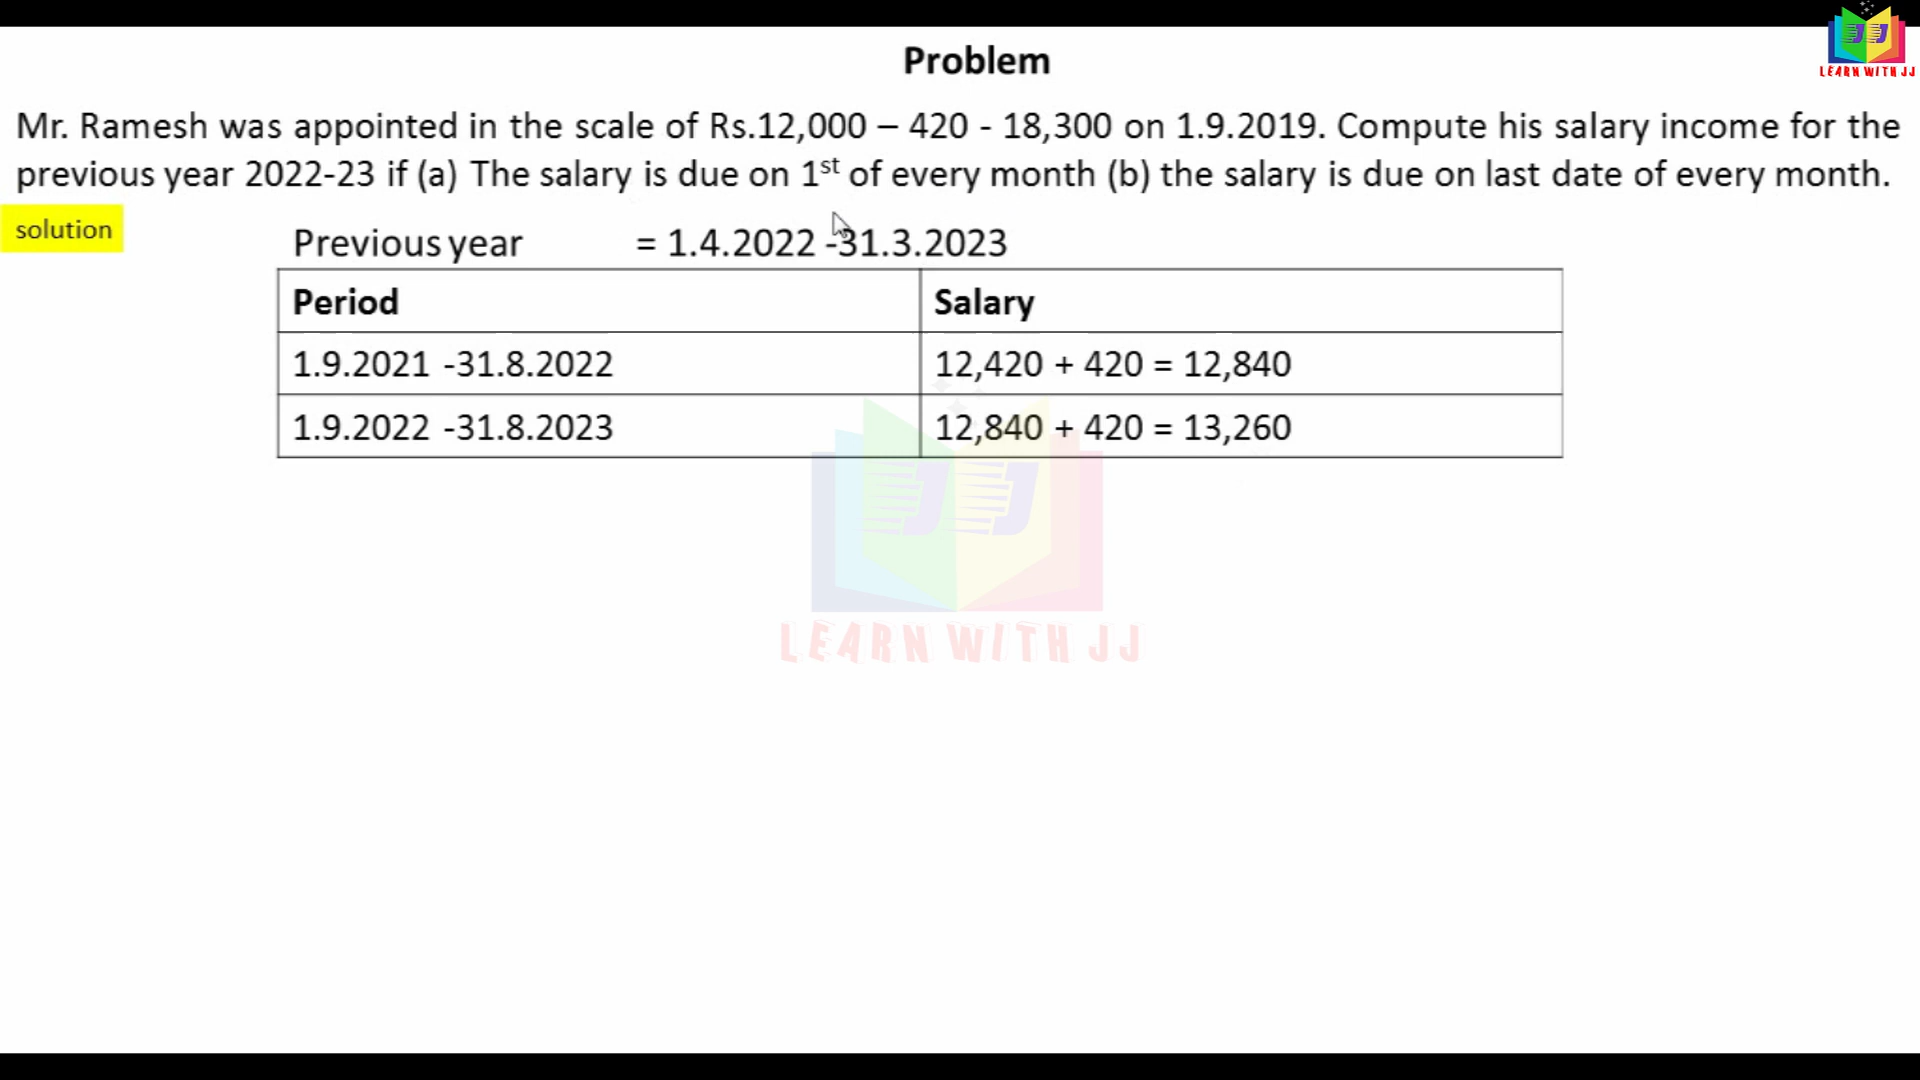 Problem
LEARN WITH JJ
Mr. Ramesh was appointed in the scale of Rs.12,000 – 420 - 18,300 on 1.9.2019. Compute his salary income for the
previous year 2022-23 if (a) The salary is due on 1st of every month (b) the salary is due on last date of every month.
solution
Previous year = 1.4.2022 -31.3.2023
Period Salary
1.9.2021 -31.8.2022 12,420 + 420 = 12,840
1.9.2022 -31.8.2023 12,840 + 420 = 13,260
JJ
LEARN WITH JJ